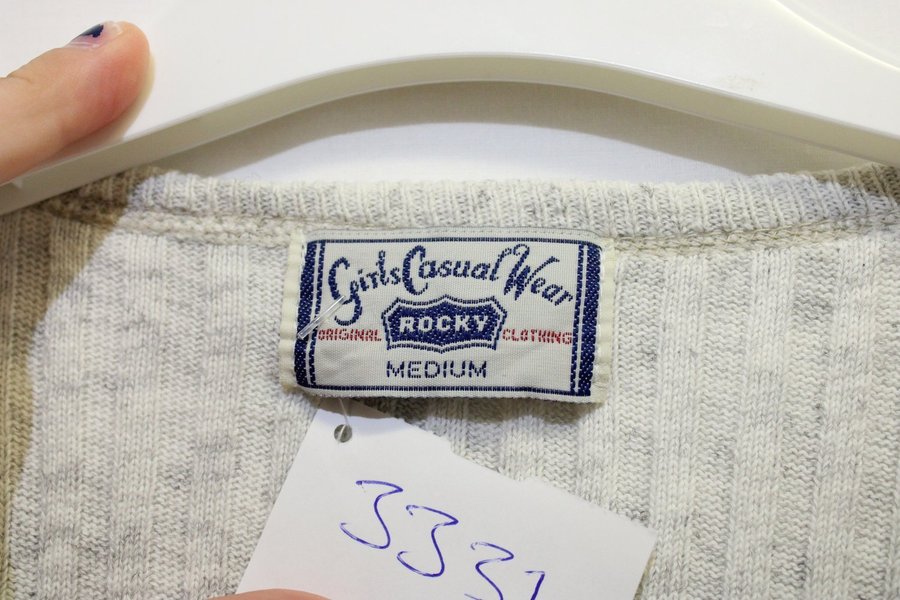 Girls Casual Wear
ROCKY
ORIGINAL CLOTHING
MEDIUM
3331